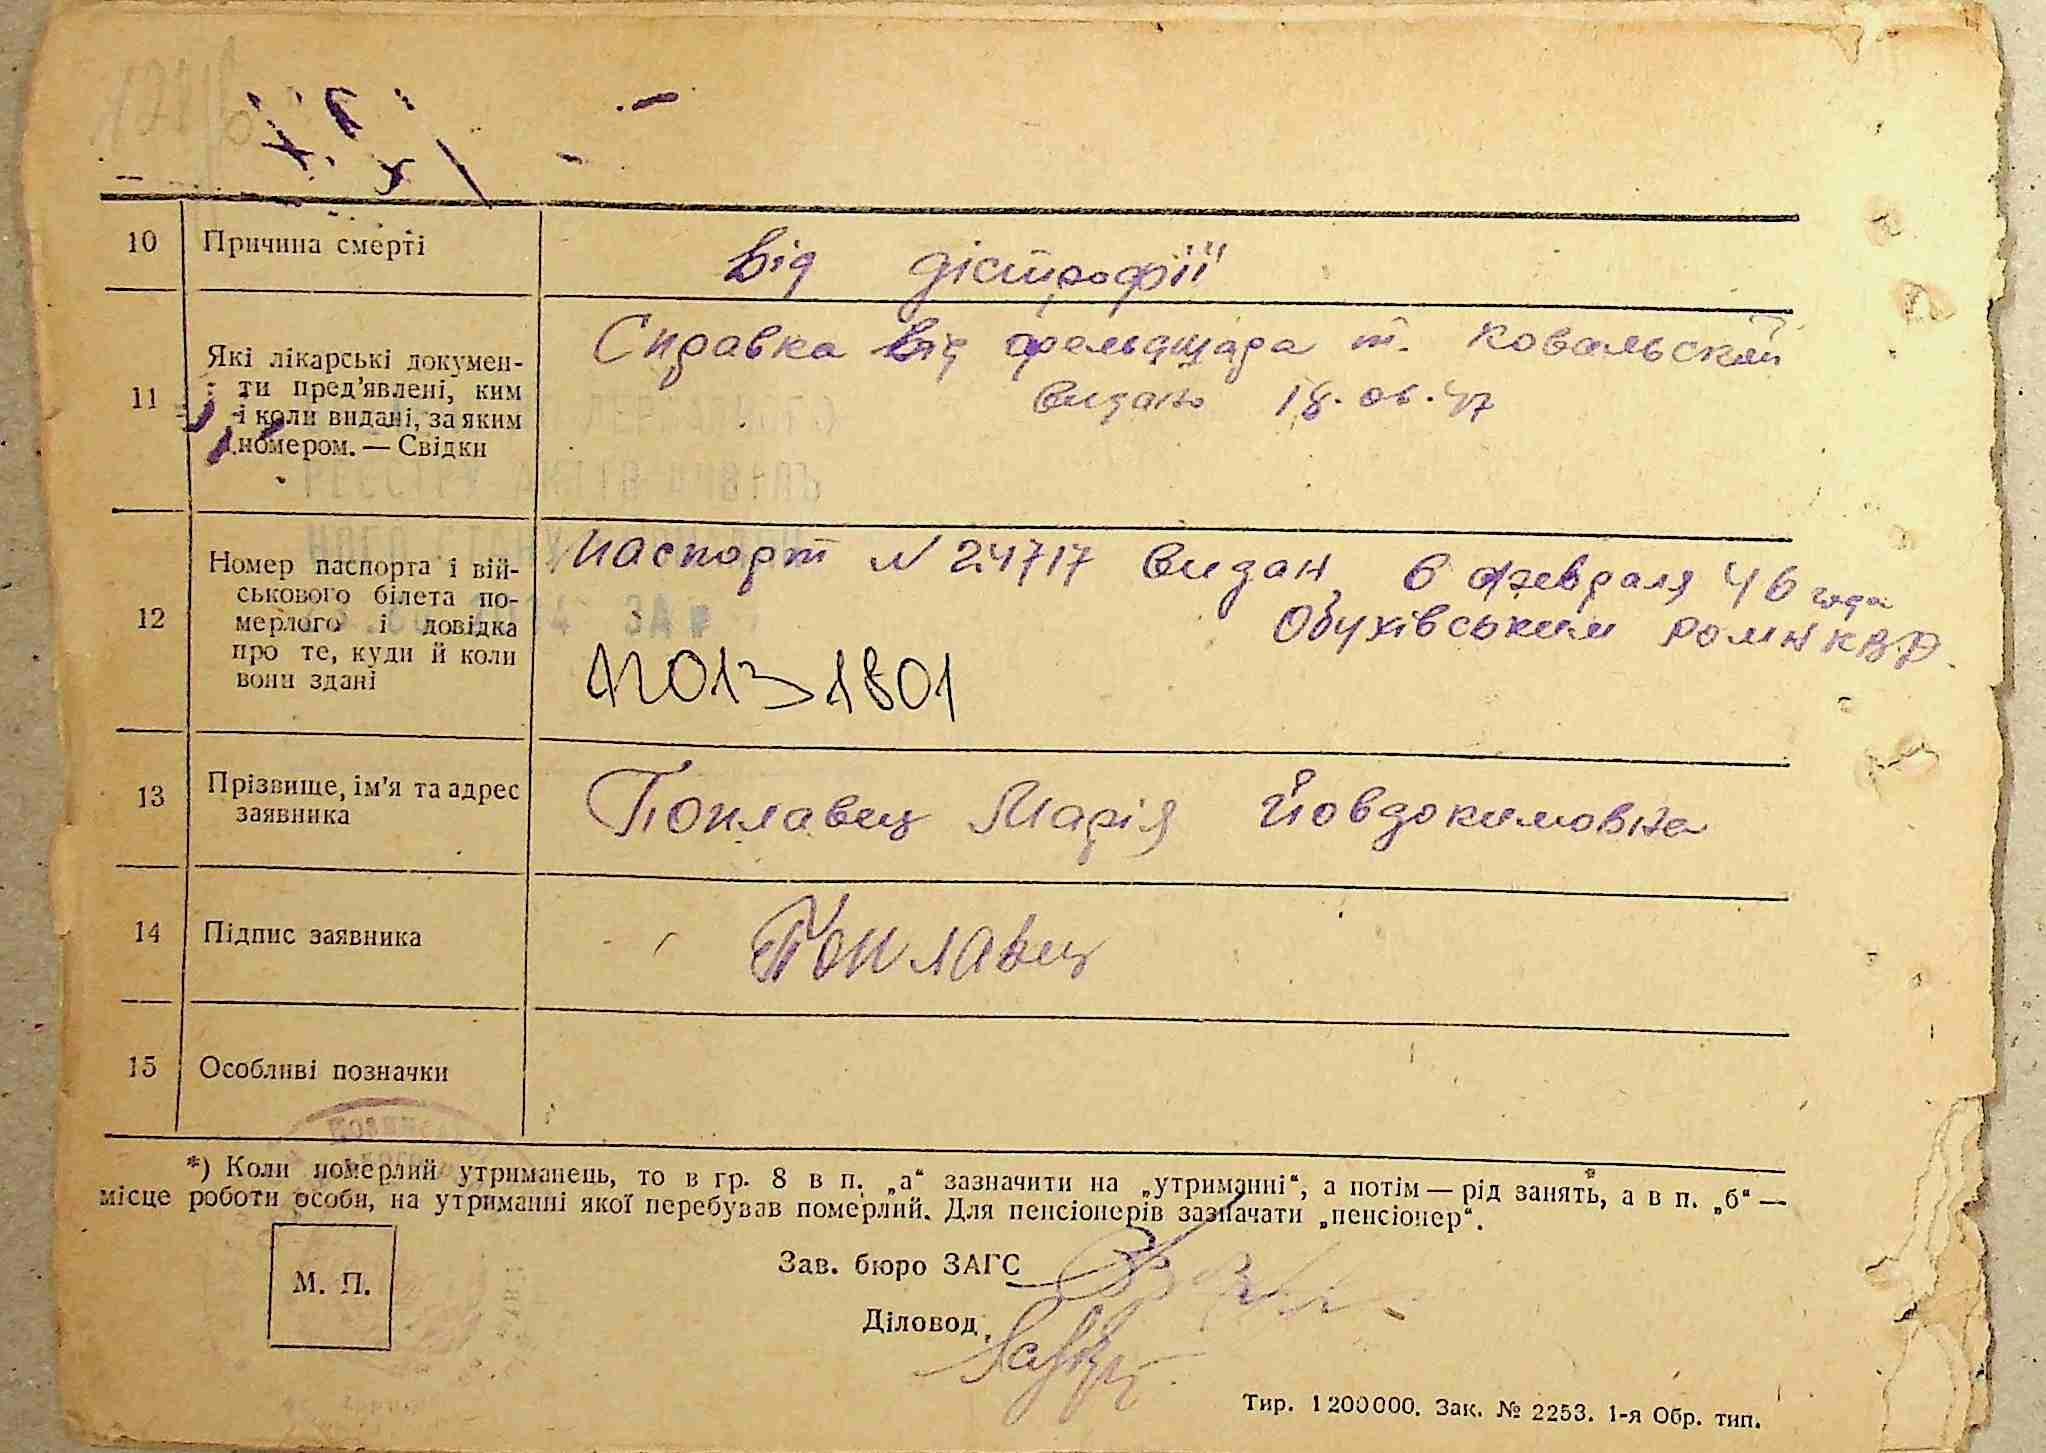 10 Причина смерті
від дістрофії
11 Які лікарські докумен-
ти пред’явлені, ким
і коли видані, за яким
номером. — Свідки
Справка від фельдшара т. Ковальский
видано 18.06.47
12 Номер паспорта і вій-
ськового білета по-
мерлого і довідка
про те, куди й коли
вони здані
Паспорт N 24717 видан, 6 февраля 46 года
Обухівським РОМНКВД
120131801
13 Прізвище, ім’я та адрес
заявника
Поплавец Марія Йовдокимовна
14 Підпис заявника
Поплавец
15 Особливі позначки
*) Коли померлий утриманець, то в гр. 8 в п. „а“ зазначити на „утриманні“, а потім — рід занять, а в п. „б“ —
місце роботи особи, на утриманні якої перебував померлий. Для пенсіонерів зазначати „пенсіонер“.
М. П.
Зав. бюро ЗАГС
Діловод
Тир. 1200000. Зак. № 2253. 1-я Обр. тип.